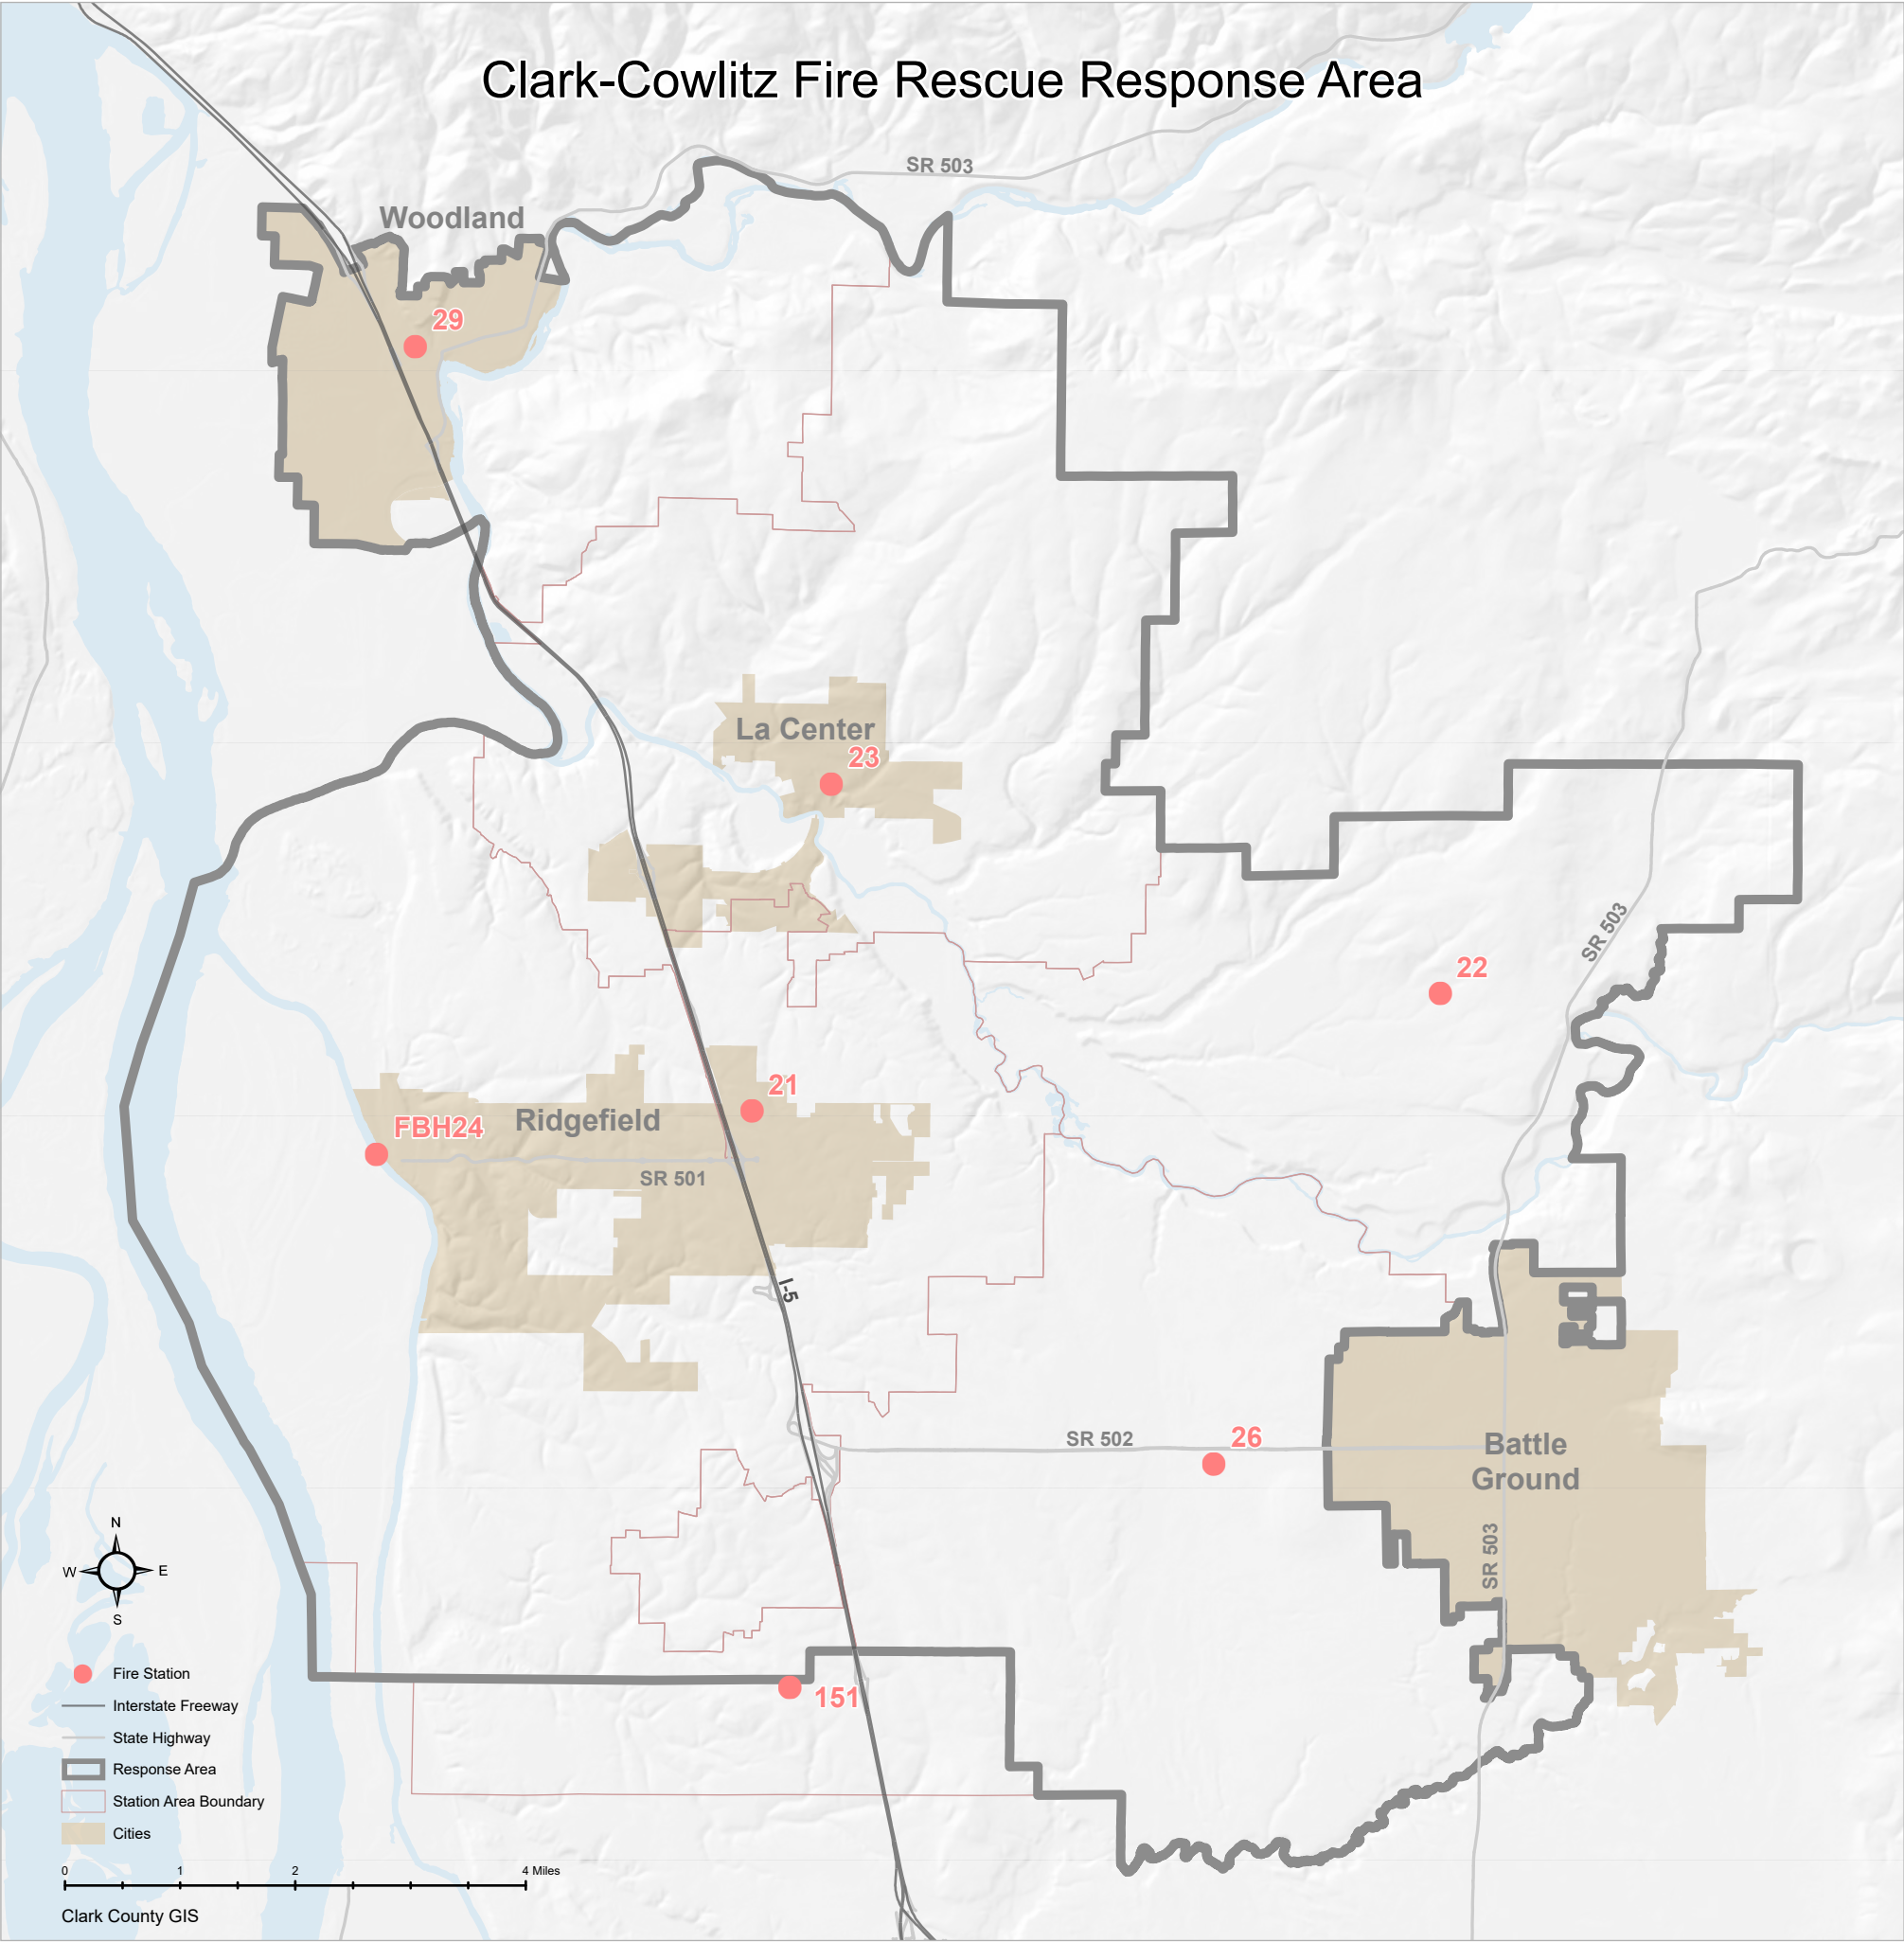 Clark-Cowlitz Fire Rescue Response Area
SR 503
Woodland
29
La Center
23
SR 503
22
21
Ridgefield
FBH24
SR 501
I-5
26
SR 502
Battle
Ground
SR 503
151
N
W
E
S
Fire Station
Interstate Freeway
State Highway
Response Area
Station Area Boundary
Cities
0 1 2 4 Miles
Clark County GIS